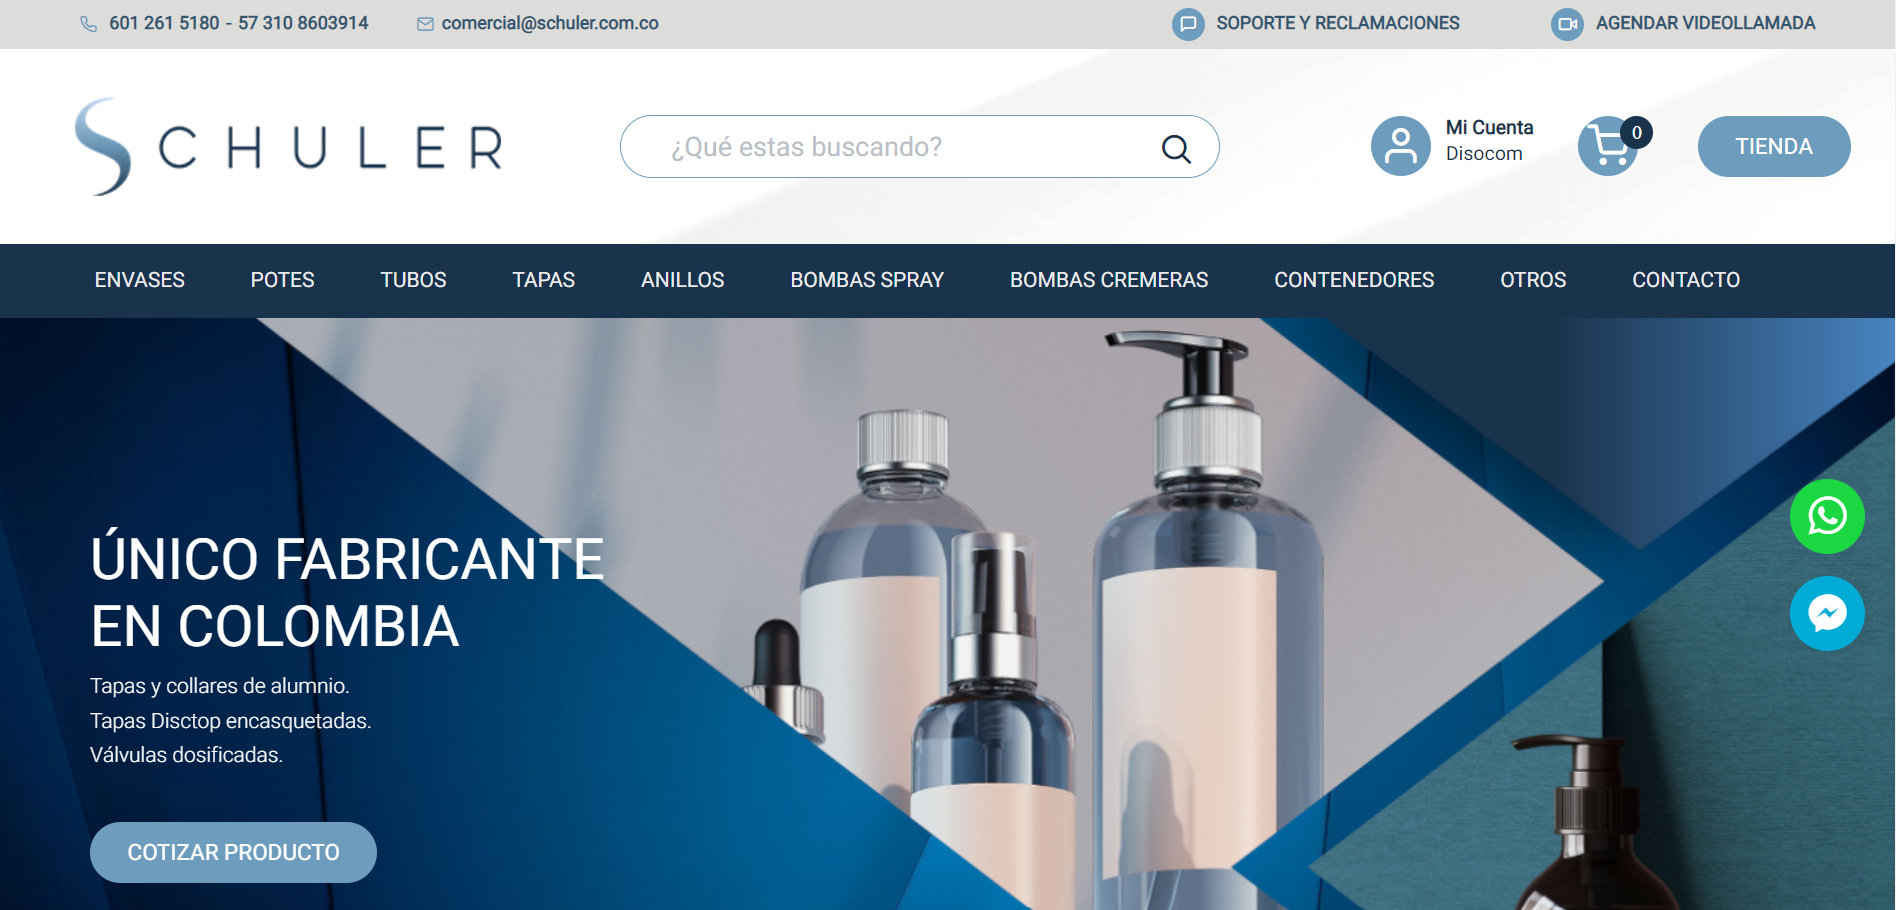 601 261 5180 - 57 310 8603914
comercial@schuler.com.co
SOPORTE Y RECLAMACIONES
AGENDAR VIDEOLLAMADA
SCHULER
¿Qué estas buscando?
Mi Cuenta
Disocom
0
TIENDA
ENVASES
POTES
TUBOS
TAPAS
ANILLOS
BOMBAS SPRAY
BOMBAS CREMERAS
CONTENEDORES
OTROS
CONTACTO
ÚNICO FABRICANTE
EN COLOMBIA
Tapas y collares de alumnio.
Tapas Disctop encasquetadas.
Válvulas dosificadas.
COTIZAR PRODUCTO